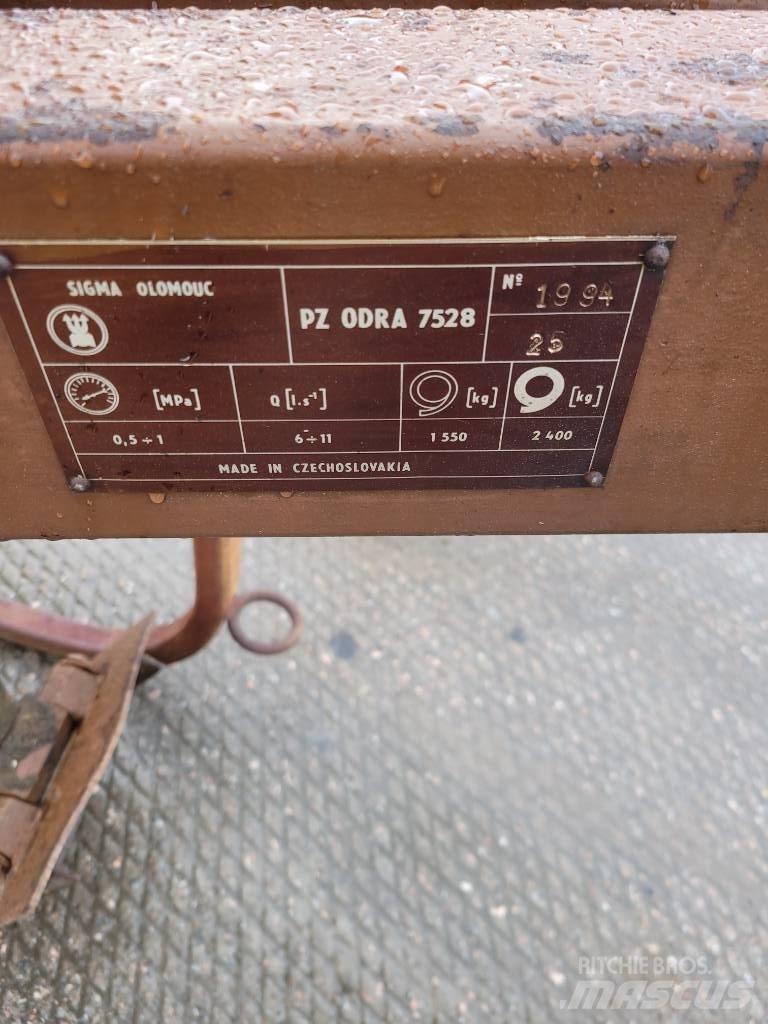 SIGMA OLOMOUC
PZ ODRA 7528
Nº 1994
25
[MPa] Q [l.s⁻¹] [kg] [kg]
0,5÷1 6÷11 1 550 2 400
MADE IN CZECHOSLOVAKIA
RITCHIE BROS.
MASCUS